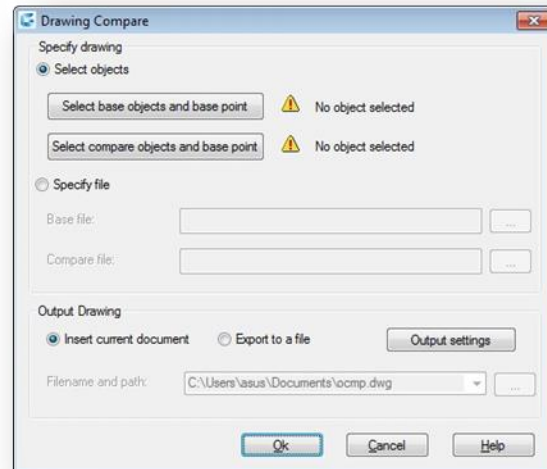 Drawing Compare
Specify drawing
Select objects
Select base objects and base point
No object selected
Select compare objects and base point
No object selected
Specify file
Base file:
...
Compare file:
...
Output Drawing
Insert current document
Export to a file
Output settings
Filename and path:
C:\Users\asus\Documents\ocmp.dwg
...
Ok
Cancel
Help